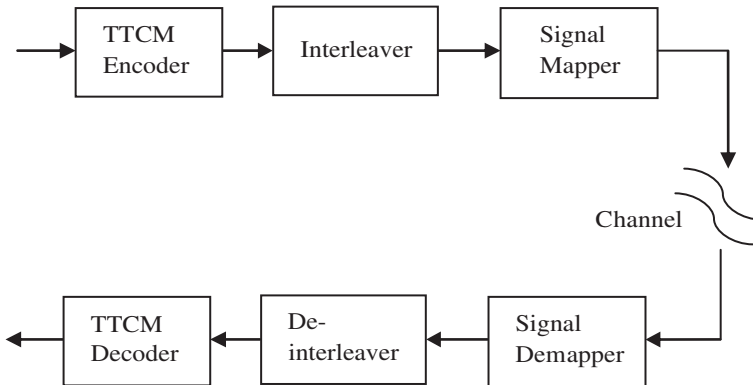 TTCM
Encoder
Interleaver
Signal
Mapper
Channel
TTCM
Decoder
De-
interleaver
Signal
Demapper